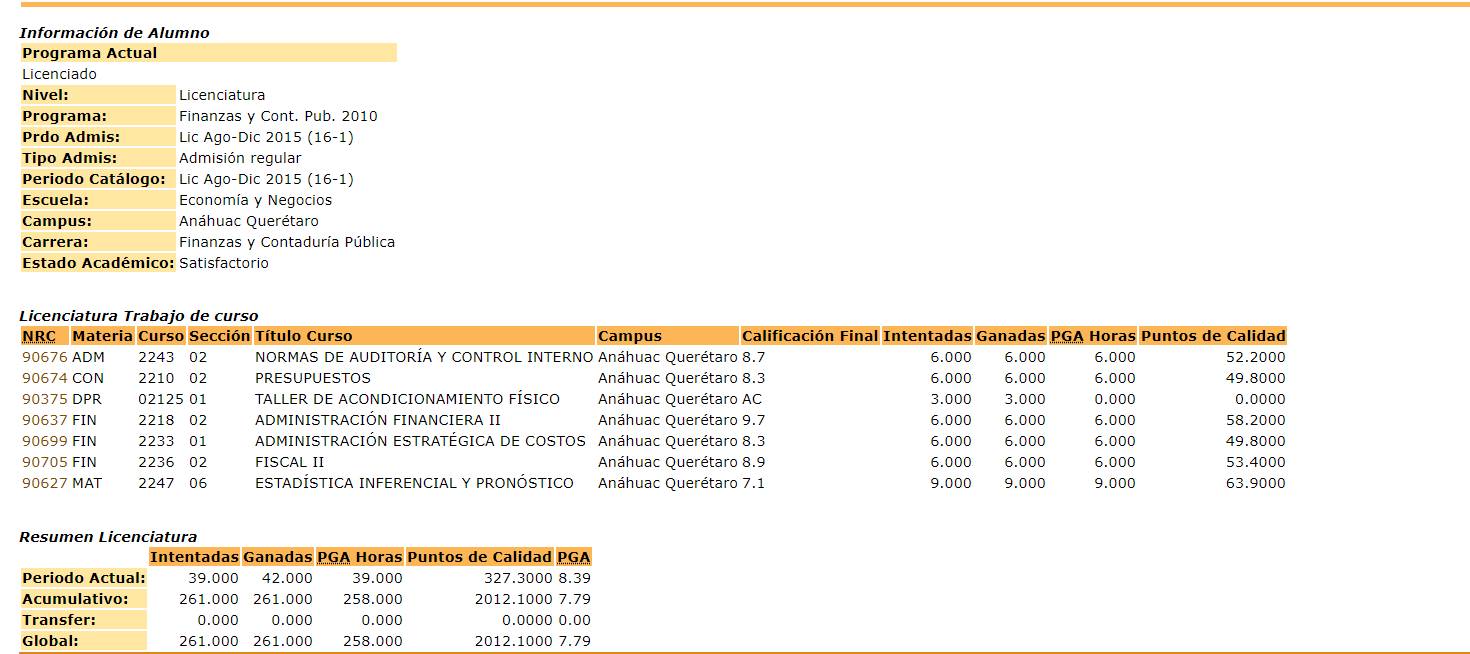 Información de Alumno
Programa Actual
Licenciado
Nivel: Licenciatura
Programa: Finanzas y Cont. Pub. 2010
Prdo Admis: Lic Ago-Dic 2015 (16-1)
Tipo Admis: Admisión regular
Periodo Catálogo: Lic Ago-Dic 2015 (16-1)
Escuela: Economía y Negocios
Campus: Anáhuac Querétaro
Carrera: Finanzas y Contaduría Pública
Estado Académico: Satisfactorio
Licenciatura Trabajo de curso
NRC Materia Curso Sección Título Curso Campus Calificación Final Intentadas Ganadas PGA Horas Puntos de Calidad
90676 ADM 2243 02 NORMAS DE AUDITORÍA Y CONTROL INTERNO Anáhuac Querétaro 8.7 6.000 6.000 6.000 52.2000
90674 CON 2210 02 PRESUPUESTOS Anáhuac Querétaro 8.3 6.000 6.000 6.000 49.8000
90375 DPR 02125 01 TALLER DE ACONDICIONAMIENTO FÍSICO Anáhuac Querétaro AC 3.000 3.000 0.000 0.0000
90637 FIN 2218 02 ADMINISTRACIÓN FINANCIERA II Anáhuac Querétaro 9.7 6.000 6.000 6.000 58.2000
90699 FIN 2233 01 ADMINISTRACIÓN ESTRATÉGICA DE COSTOS Anáhuac Querétaro 8.3 6.000 6.000 6.000 49.8000
90705 FIN 2236 02 FISCAL II Anáhuac Querétaro 8.9 6.000 6.000 6.000 53.4000
90627 MAT 2247 06 ESTADÍSTICA INFERENCIAL Y PRONÓSTICO Anáhuac Querétaro 7.1 9.000 9.000 9.000 63.9000
Resumen Licenciatura
Intentadas Ganadas PGA Horas Puntos de Calidad PGA
Periodo Actual: 39.000 42.000 39.000 327.3000 8.39
Acumulativo: 261.000 261.000 258.000 2012.1000 7.79
Transfer: 0.000 0.000 0.000 0.0000 0.00
Global: 261.000 261.000 258.000 2012.1000 7.79